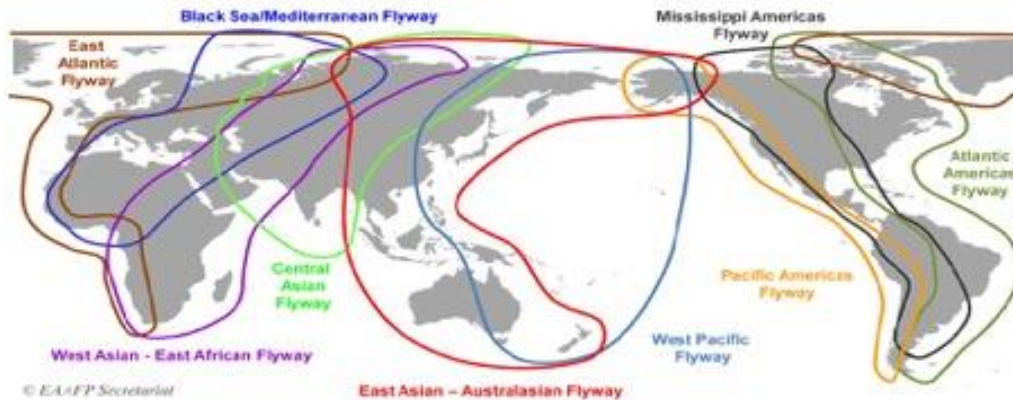 Black Sea/Mediterranean Flyway
Mississippi Americas
Flyway
East
Atlantic
Flyway
Atlantic
Americas
Flyway
Central
Asian
Flyway
Pacific Americas
Flyway
West Asian - East African Flyway
West Pacific
Flyway
© EAAFP Secretariat
East Asian – Australasian Flyway